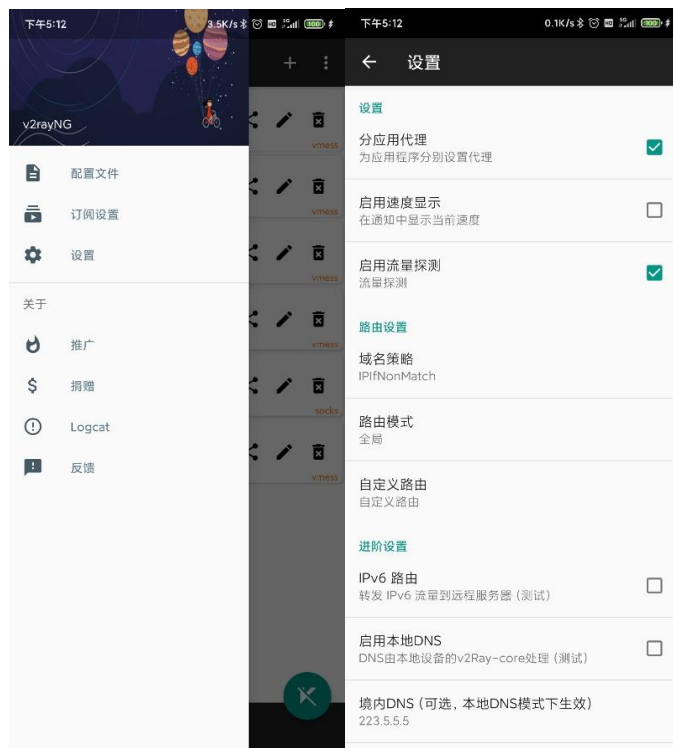 下午5:12
3.5K/s
HD
5G
100
v2rayNG
vmess
配置文件
vmess
订阅设置
设置
vmess
关于
推广
vmess
捐赠
socks
Logcat
反馈
vmess
下午5:12
0.1K/s
HD
5G
100
设置
设置
分应用代理
为应用程序分别设置代理
启用速度显示
在通知中显示当前速度
启用流量探测
流量探测
路由设置
域名策略
IPIfNonMatch
路由模式
全局
自定义路由
自定义路由
进阶设置
IPv6 路由
转发 IPv6 流量到远程服务器 (测试)
启用本地DNS
DNS由本地设备的v2Ray-core处理 (测试)
境内DNS (可选, 本地DNS模式下生效)
223.5.5.5